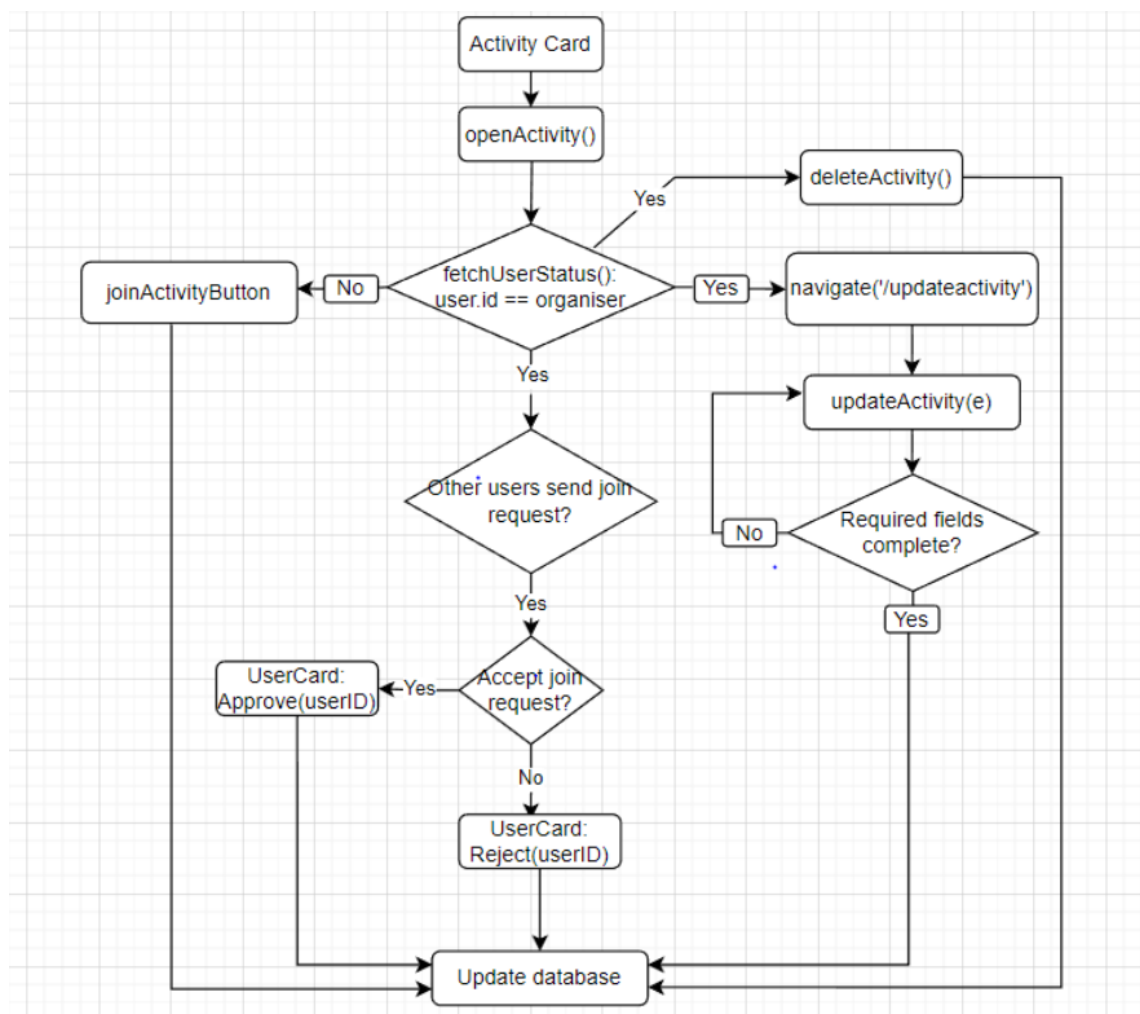 Activity Card
openActivity()
Yes
deleteActivity()
fetchUserStatus():
user.id == organiser
No
joinActivityButton
Yes
navigate('/updateactivity')
Yes
updateActivity(e)
Other users send join
request?
Required fields
complete?
No
Yes
Yes
Accept join
request?
Yes
UserCard:
Approve(userID)
No
UserCard:
Reject(userID)
Update database